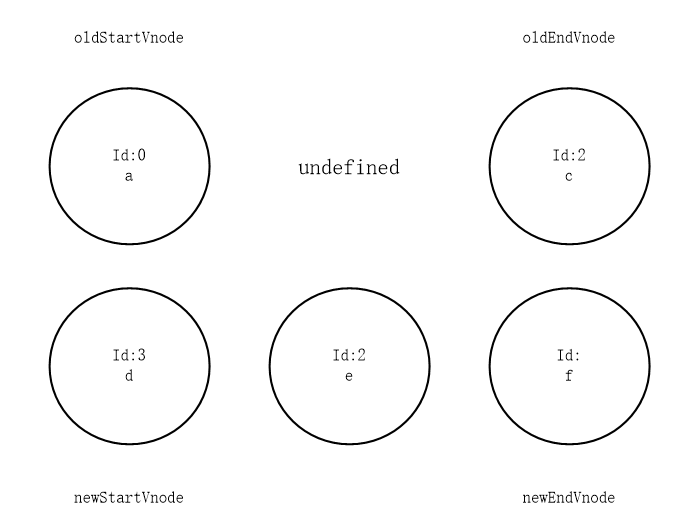 oldStartVnode
oldEndVnode
Id:0
a
undefined
Id:2
c
Id:3
d
Id:2
e
Id:
f
newStartVnode
newEndVnode